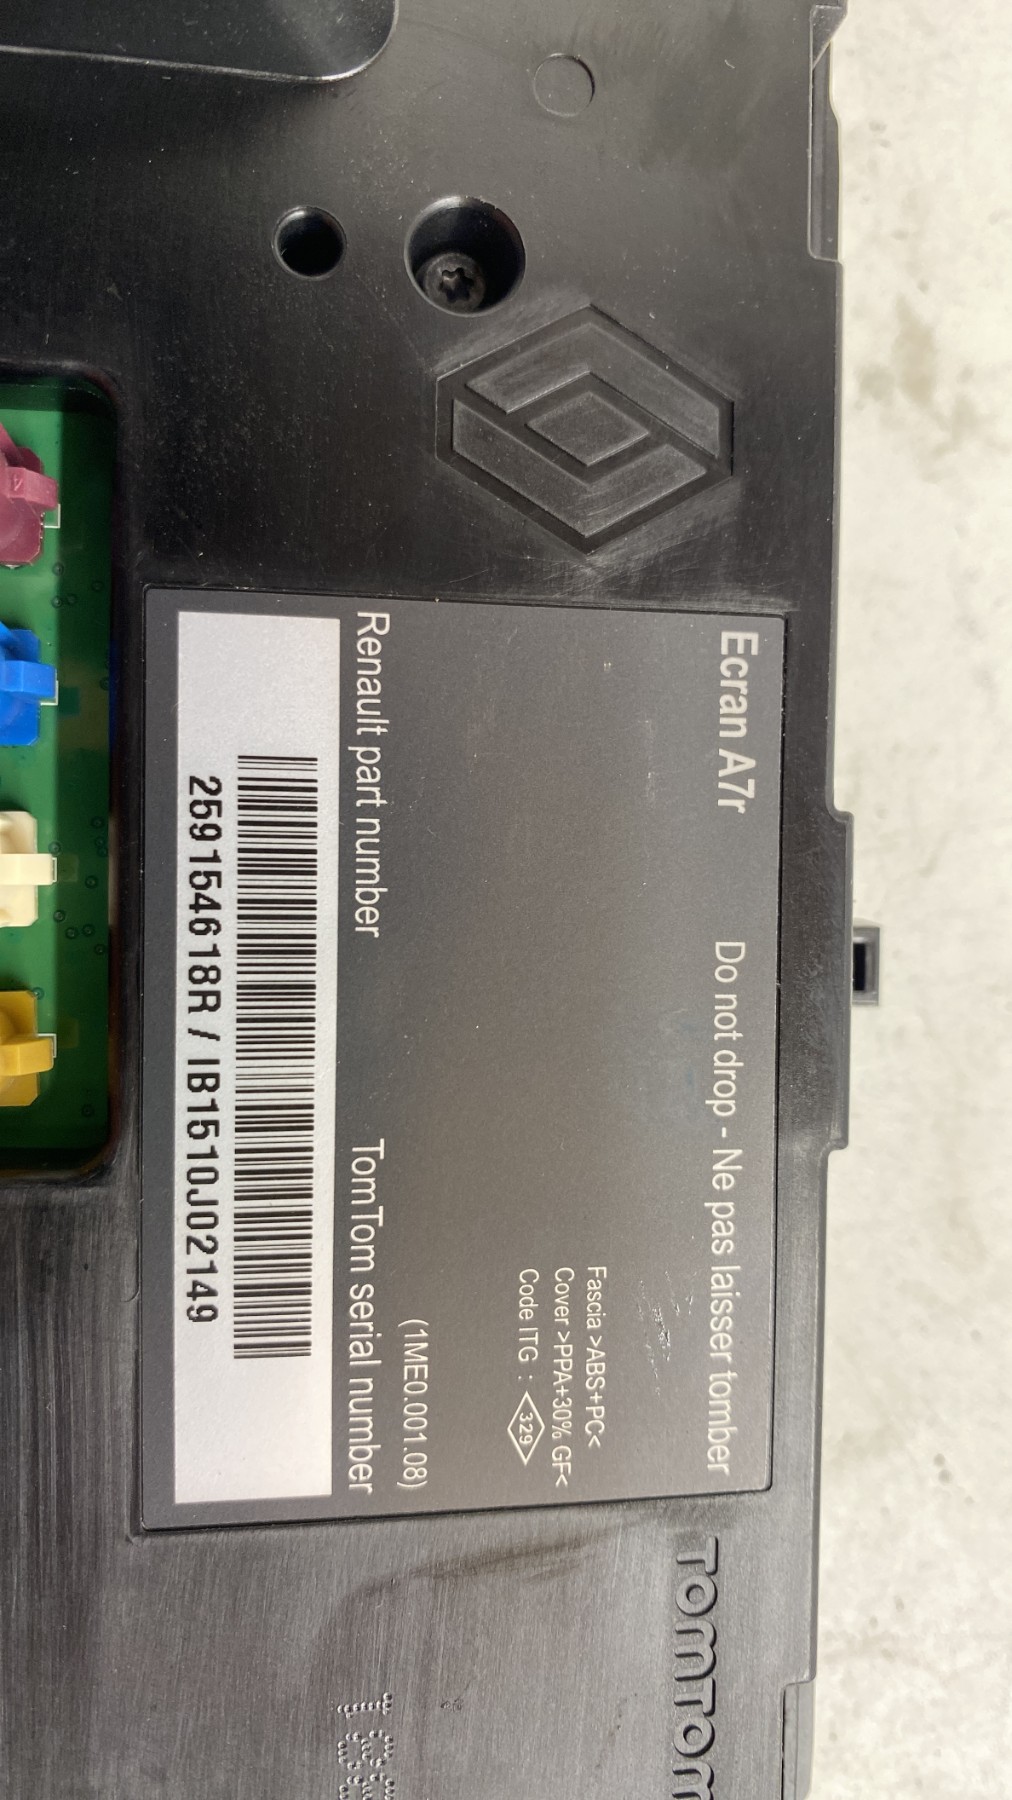 Ecran A7r
Do not drop - Ne pas laisser tomber
Fascia >ABS+PC<
Cover >PPA+30% GF<
Code ITG : 329
(1ME0.001.08)
Renault part number
TomTom serial number
259154618R / IB1510J02149
TOMTOM